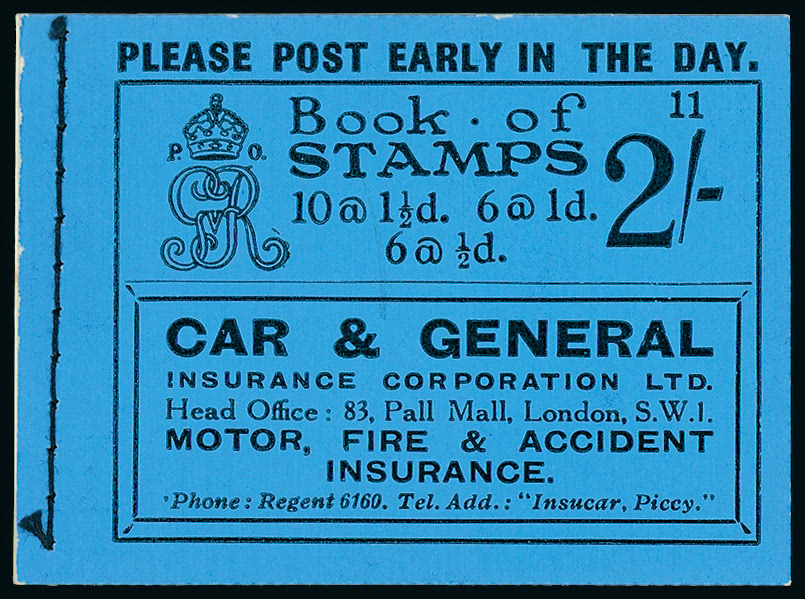 PLEASE POST EARLY IN THE DAY.
11
Book · of
P. O.
STAMPS
2/-
GvR
10 @ 1½d. 6 @ 1d.
6 @ ½d.
CAR & GENERAL
INSURANCE CORPORATION LTD.
Head Office : 83, Pall Mall, London, S.W.1.
MOTOR, FIRE & ACCIDENT
INSURANCE.
'Phone : Regent 6160. Tel. Add. : "Insucar, Piccy."